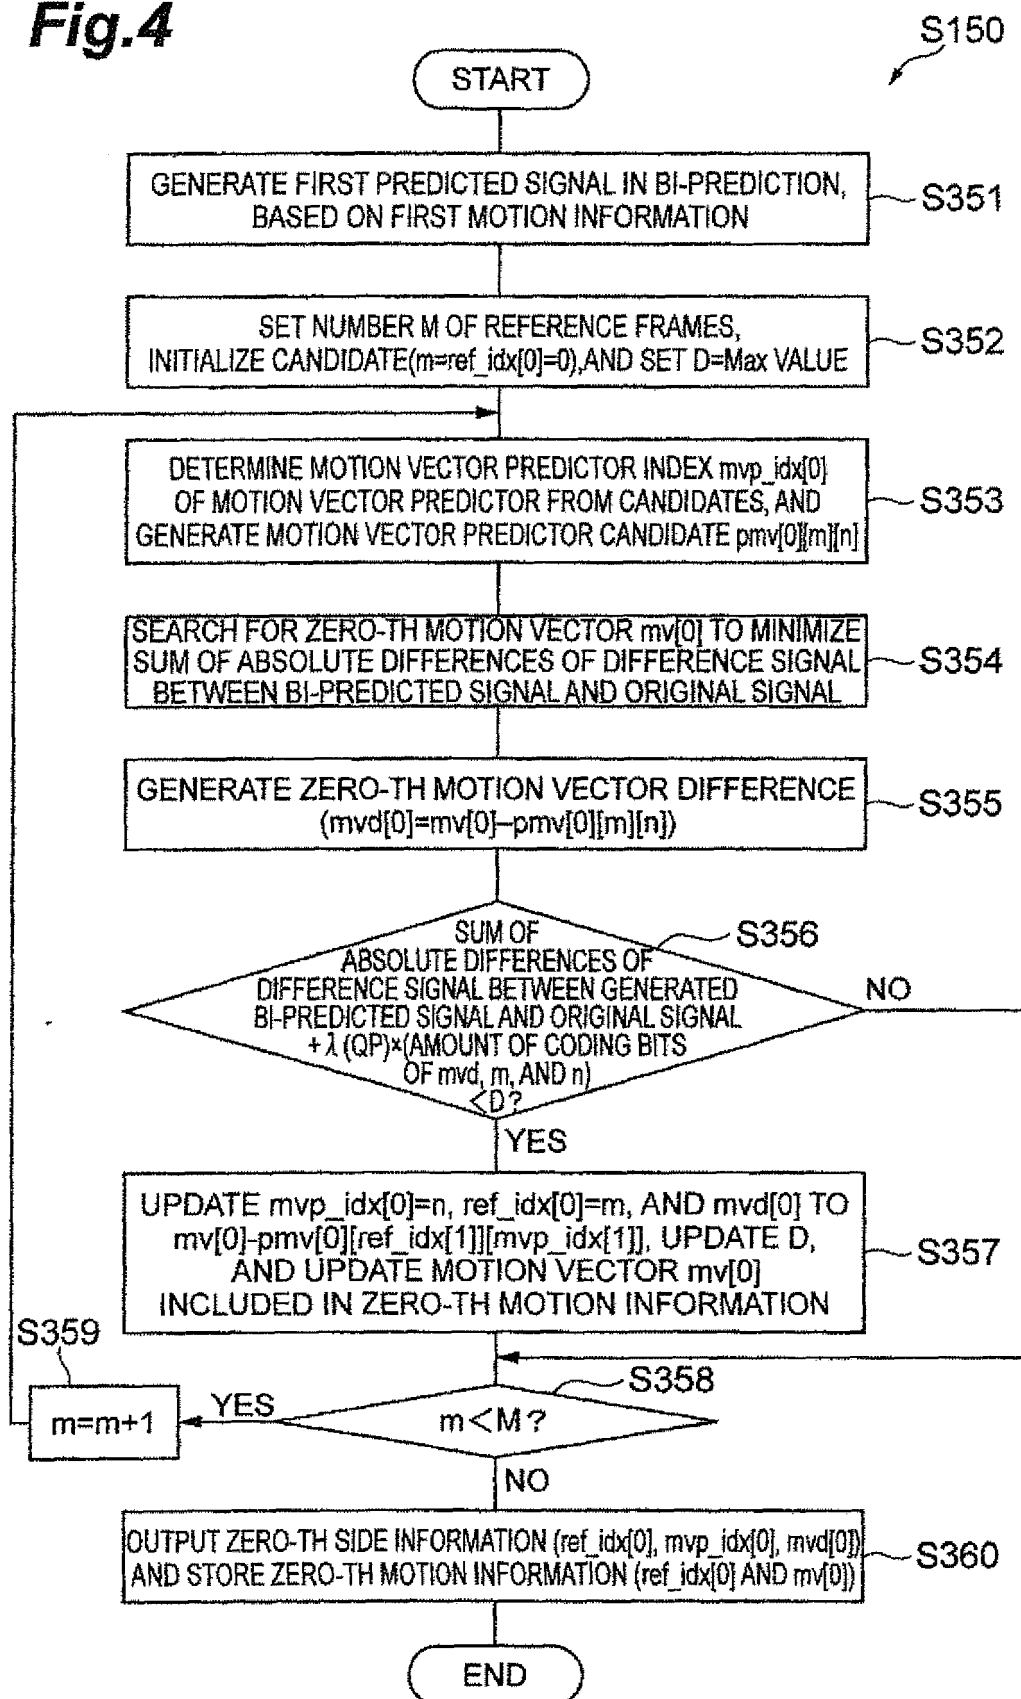 Fig.4
S150
START
GENERATE FIRST PREDICTED SIGNAL IN BI-PREDICTION,
BASED ON FIRST MOTION INFORMATION
S351
SET NUMBER M OF REFERENCE FRAMES,
INITIALIZE CANDIDATE(m=ref_idx[0]=0),AND SET D=Max VALUE
S352
DETERMINE MOTION VECTOR PREDICTOR INDEX mvp_idx[0]
OF MOTION VECTOR PREDICTOR FROM CANDIDATES, AND
GENERATE MOTION VECTOR PREDICTOR CANDIDATE pmv[0][m][n]
S353
SEARCH FOR ZERO-TH MOTION VECTOR mv[0] TO MINIMIZE
SUM OF ABSOLUTE DIFFERENCES OF DIFFERENCE SIGNAL
BETWEEN BI-PREDICTED SIGNAL AND ORIGINAL SIGNAL
S354
GENERATE ZERO-TH MOTION VECTOR DIFFERENCE
(mvd[0]=mv[0]–pmv[0][m][n])
S355
SUM OF
ABSOLUTE DIFFERENCES OF
DIFFERENCE SIGNAL BETWEEN GENERATED
BI-PREDICTED SIGNAL AND ORIGINAL SIGNAL
+ λ (QP)×(AMOUNT OF CODING BITS
OF mvd, m, AND n)
<D?
S356
NO
YES
UPDATE mvp_idx[0]=n, ref_idx[0]=m, AND mvd[0] TO
mv[0]-pmv[0][ref_idx[1]][mvp_idx[1]], UPDATE D,
AND UPDATE MOTION VECTOR mv[0]
INCLUDED IN ZERO-TH MOTION INFORMATION
S357
S359
m=m+1
YES
m<M?
S358
NO
OUTPUT ZERO-TH SIDE INFORMATION (ref_idx[0], mvp_idx[0], mvd[0])
AND STORE ZERO-TH MOTION INFORMATION (ref_idx[0] AND mv[0])
S360
END